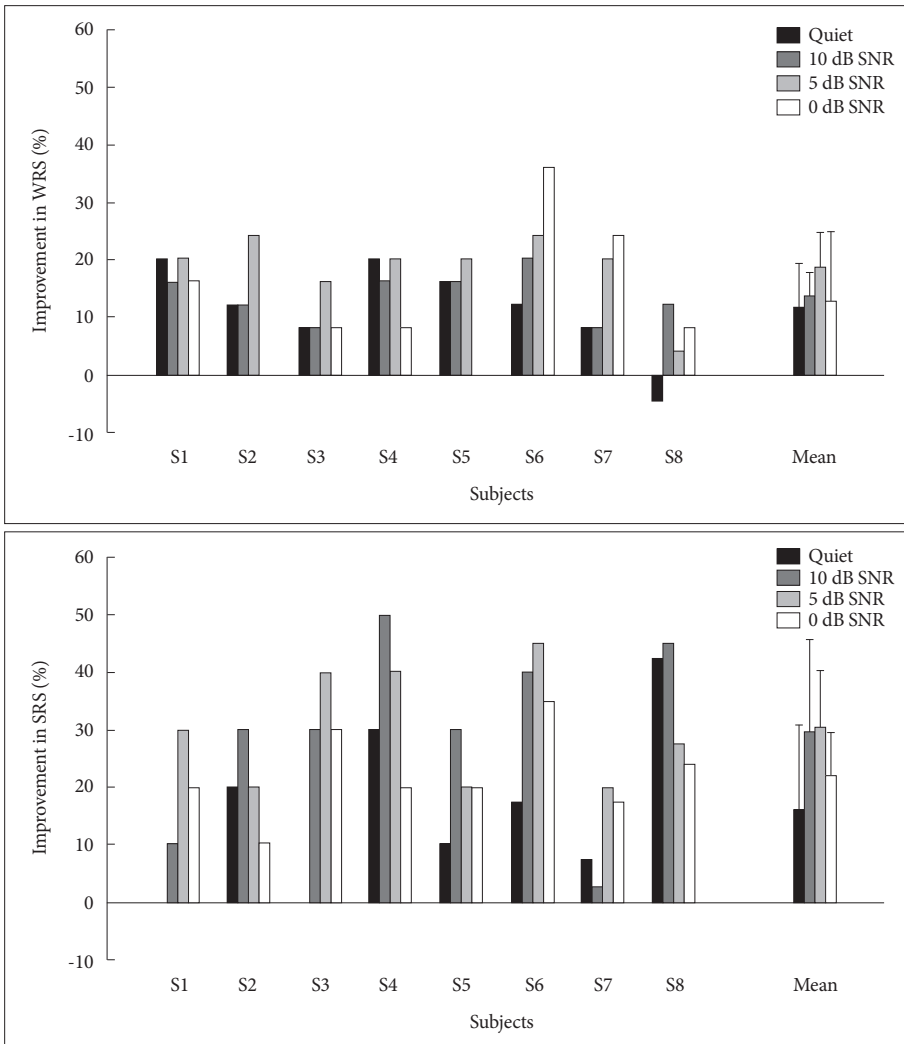 Improvement in WRS (%)
60
50
40
30
20
10
0
-10
Quiet
10 dB SNR
5 dB SNR
0 dB SNR
S1 S2 S3 S4 S5 S6 S7 S8 Mean
Subjects
Improvement in SRS (%)
60
50
40
30
20
10
0
-10
Quiet
10 dB SNR
5 dB SNR
0 dB SNR
S1 S2 S3 S4 S5 S6 S7 S8 Mean
Subjects